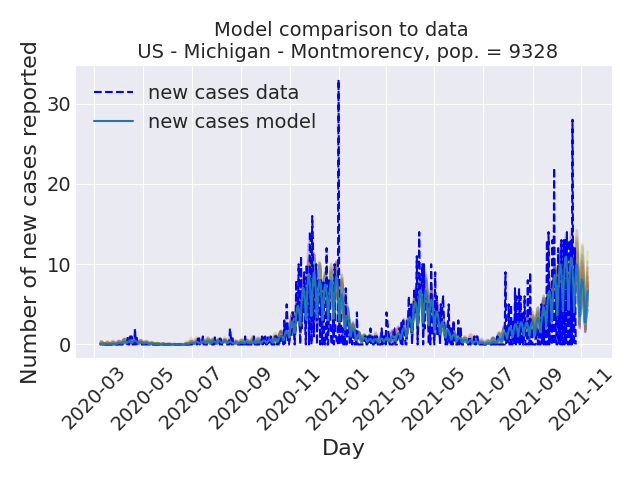 Model comparison to data
US - Michigan - Montmorency, pop. = 9328
Number of new cases reported
new cases data
new cases model
30
20
10
0
2020-03
2020-05
2020-07
2020-09
2020-11
2021-01
2021-03
2021-05
2021-07
2021-09
2021-11
Day